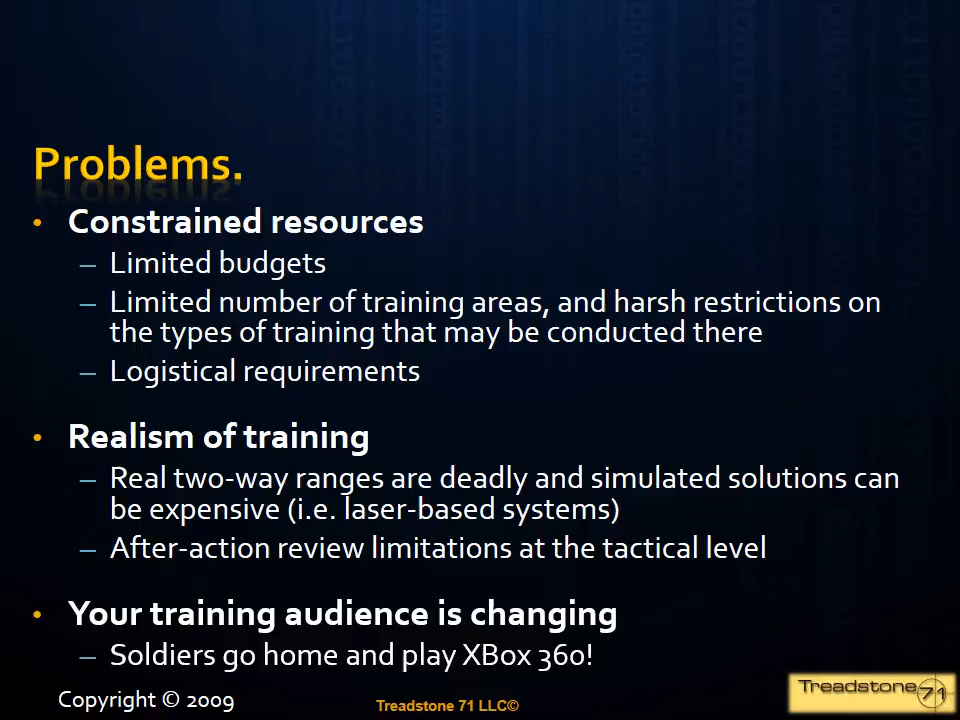 Problems.
• Constrained resources
– Limited budgets
– Limited number of training areas, and harsh restrictions on
the types of training that may be conducted there
– Logistical requirements
• Realism of training
– Real two-way ranges are deadly and simulated solutions can
be expensive (i.e. laser-based systems)
– After-action review limitations at the tactical level
• Your training audience is changing
– Soldiers go home and play XBox 360!
Copyright © 2009
Treadstone 71 LLC©
Treadstone 71